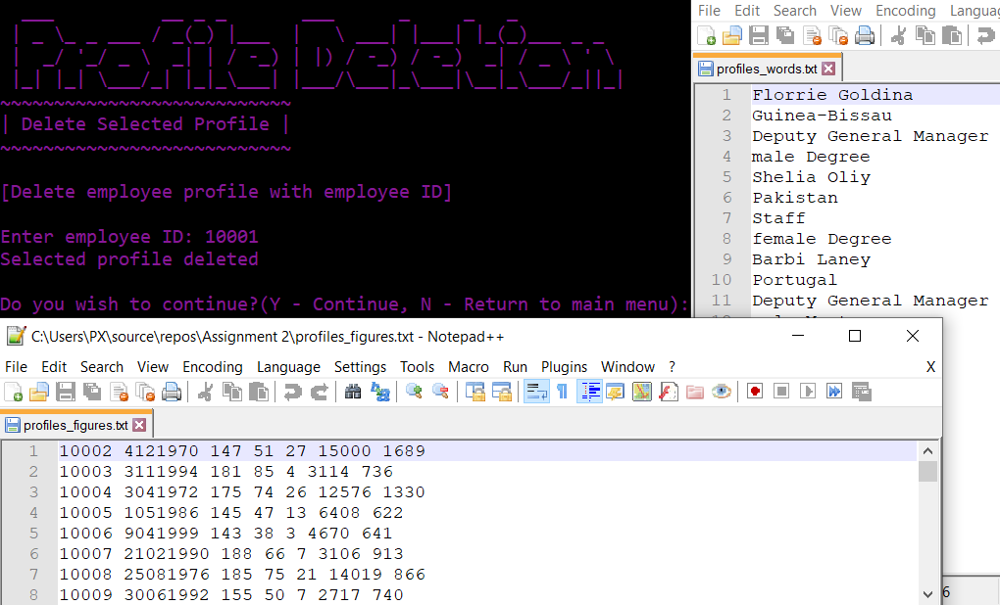 Profile Deletion
~~~~~~~~~~~~~~~~~~~~~~~~~~~
| Delete Selected Profile |
~~~~~~~~~~~~~~~~~~~~~~~~~~~
[Delete employee profile with employee ID]
Enter employee ID: 10001
Selected profile deleted
Do you wish to continue?(Y - Continue, N - Return to main menu):
File Edit Search View Encoding Languag
profiles_words.txt
1 Florrie Goldina
2 Guinea-Bissau
3 Deputy General Manager
4 male Degree
5 Shelia Oliy
6 Pakistan
7 Staff
8 female Degree
9 Barbi Laney
10 Portugal
11 Deputy General Manager
C:\Users\PX\source\repos\Assignment 2\profiles_figures.txt - Notepad++
File Edit Search View Encoding Language Settings Tools Macro Run Plugins Window ? X
profiles_figures.txt
1 10002 4121970 147 51 27 15000 1689
2 10003 3111994 181 85 4 3114 736
3 10004 3041972 175 74 26 12576 1330
4 10005 1051986 145 47 13 6408 622
5 10006 9041999 143 38 3 4670 641
6 10007 21021990 188 66 7 3106 913
7 10008 25081976 185 75 21 14019 866
8 10009 30061992 155 50 7 2717 740
6